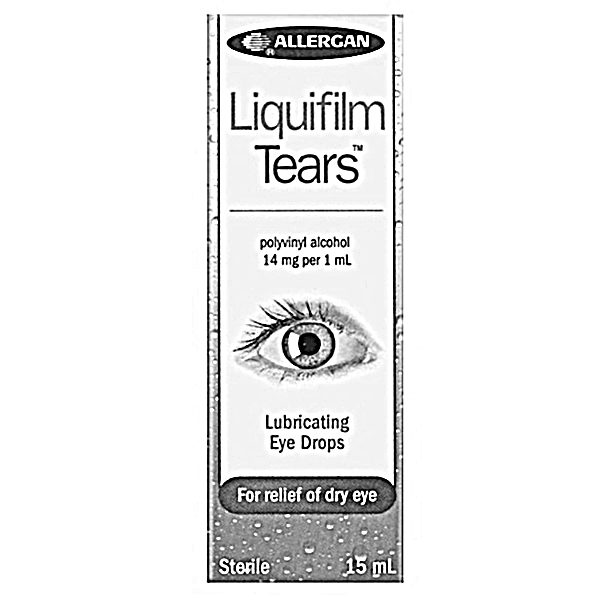 ALLERGAN
®
Liquifilm
Tears™
polyvinyl alcohol
14 mg per 1 mL
Lubricating
Eye Drops
For relief of dry eye
Sterile 15 mL